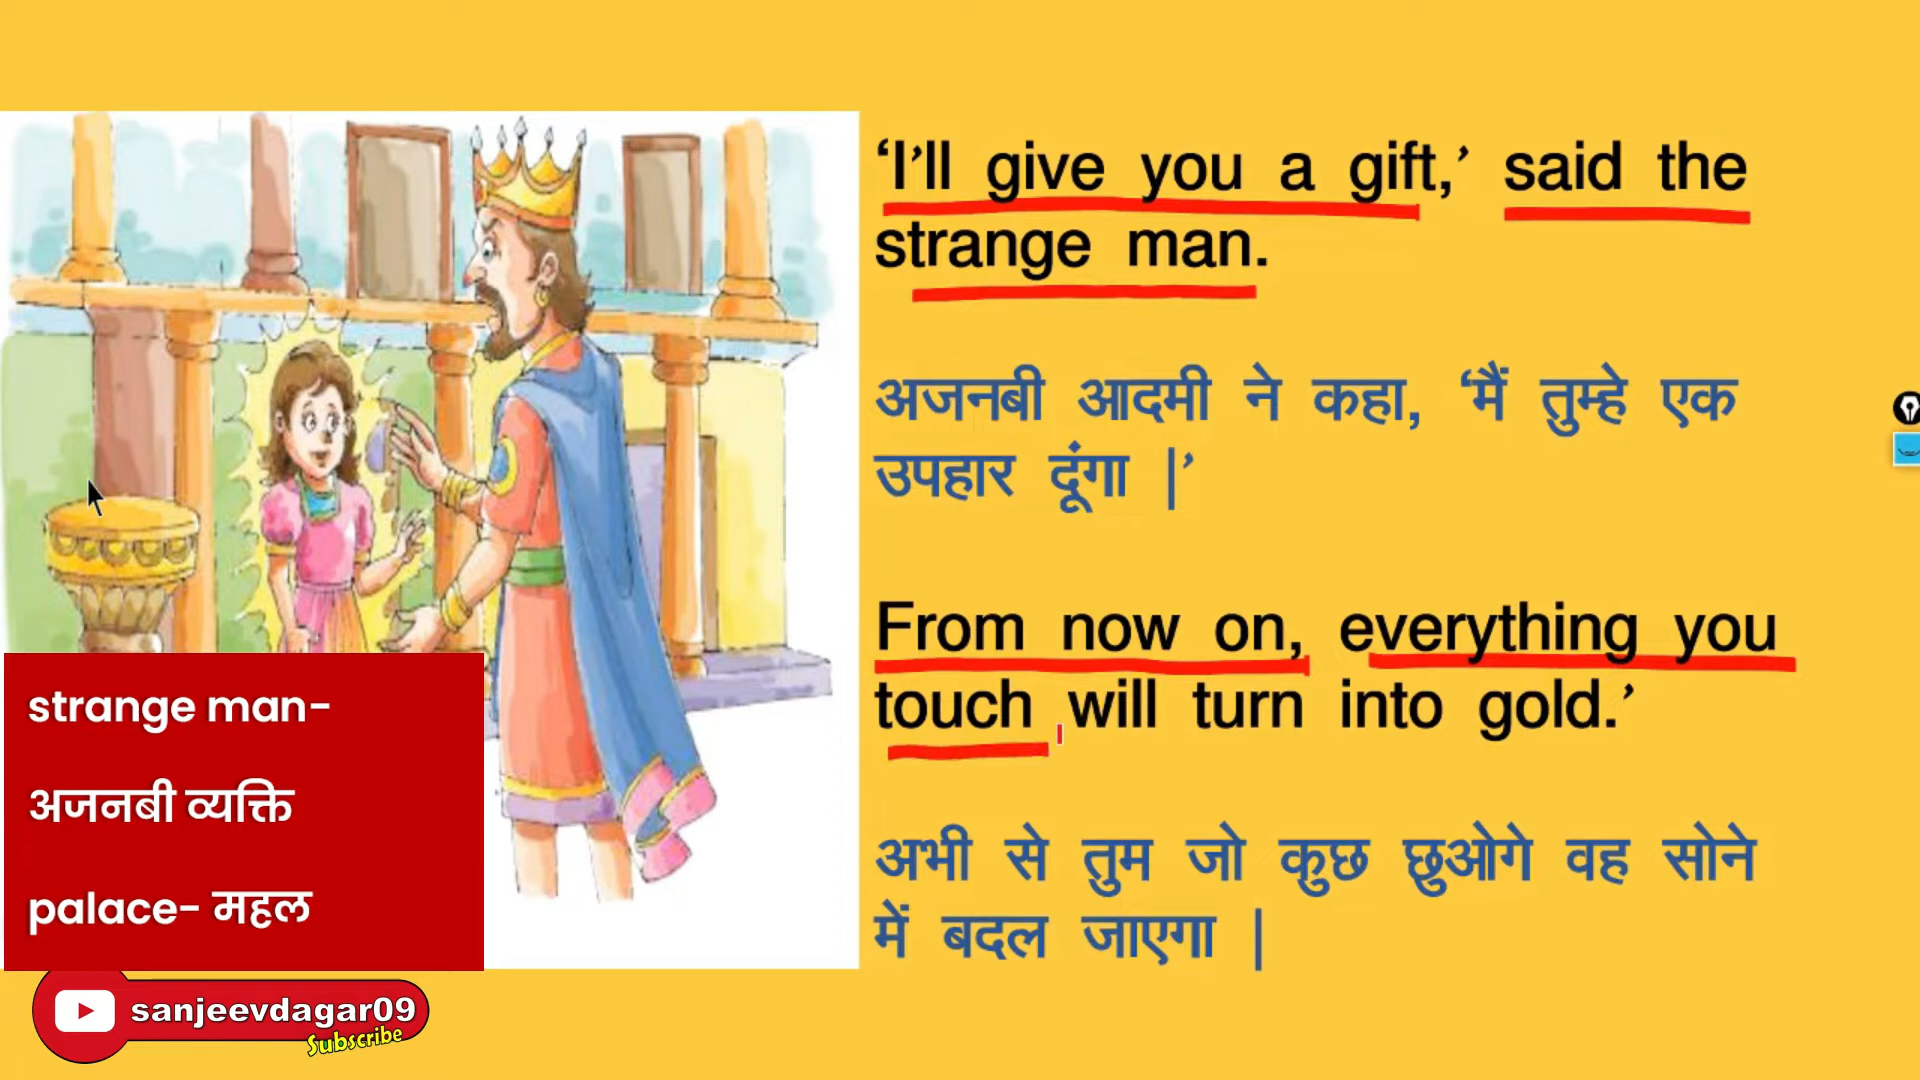 ‘I’ll give you a gift,’ said the
strange man.
अजनबी आदमी ने कहा, ‘मैं तुम्हे एक
उपहार दूंगा |’
From now on, everything you
touch will turn into gold.’
अभी से तुम जो कुछ छुओगे वह सोने
में बदल जाएगा |
strange man-
अजनबी व्यक्ति
palace- महल
sanjeevdagar09
Subscribe